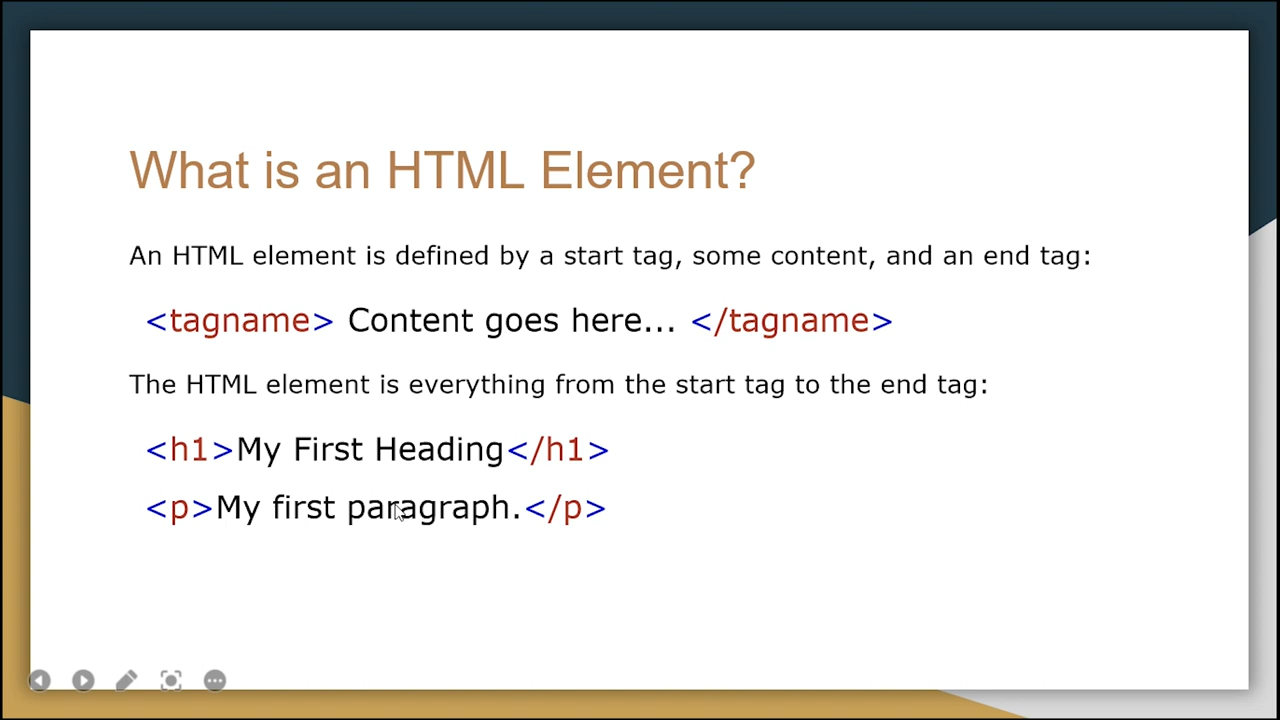 What is an HTML Element?
An HTML element is defined by a start tag, some content, and an end tag:
<tagname> Content goes here... </tagname>
The HTML element is everything from the start tag to the end tag:
<h1>My First Heading</h1>
<p>My first paragraph.</p>